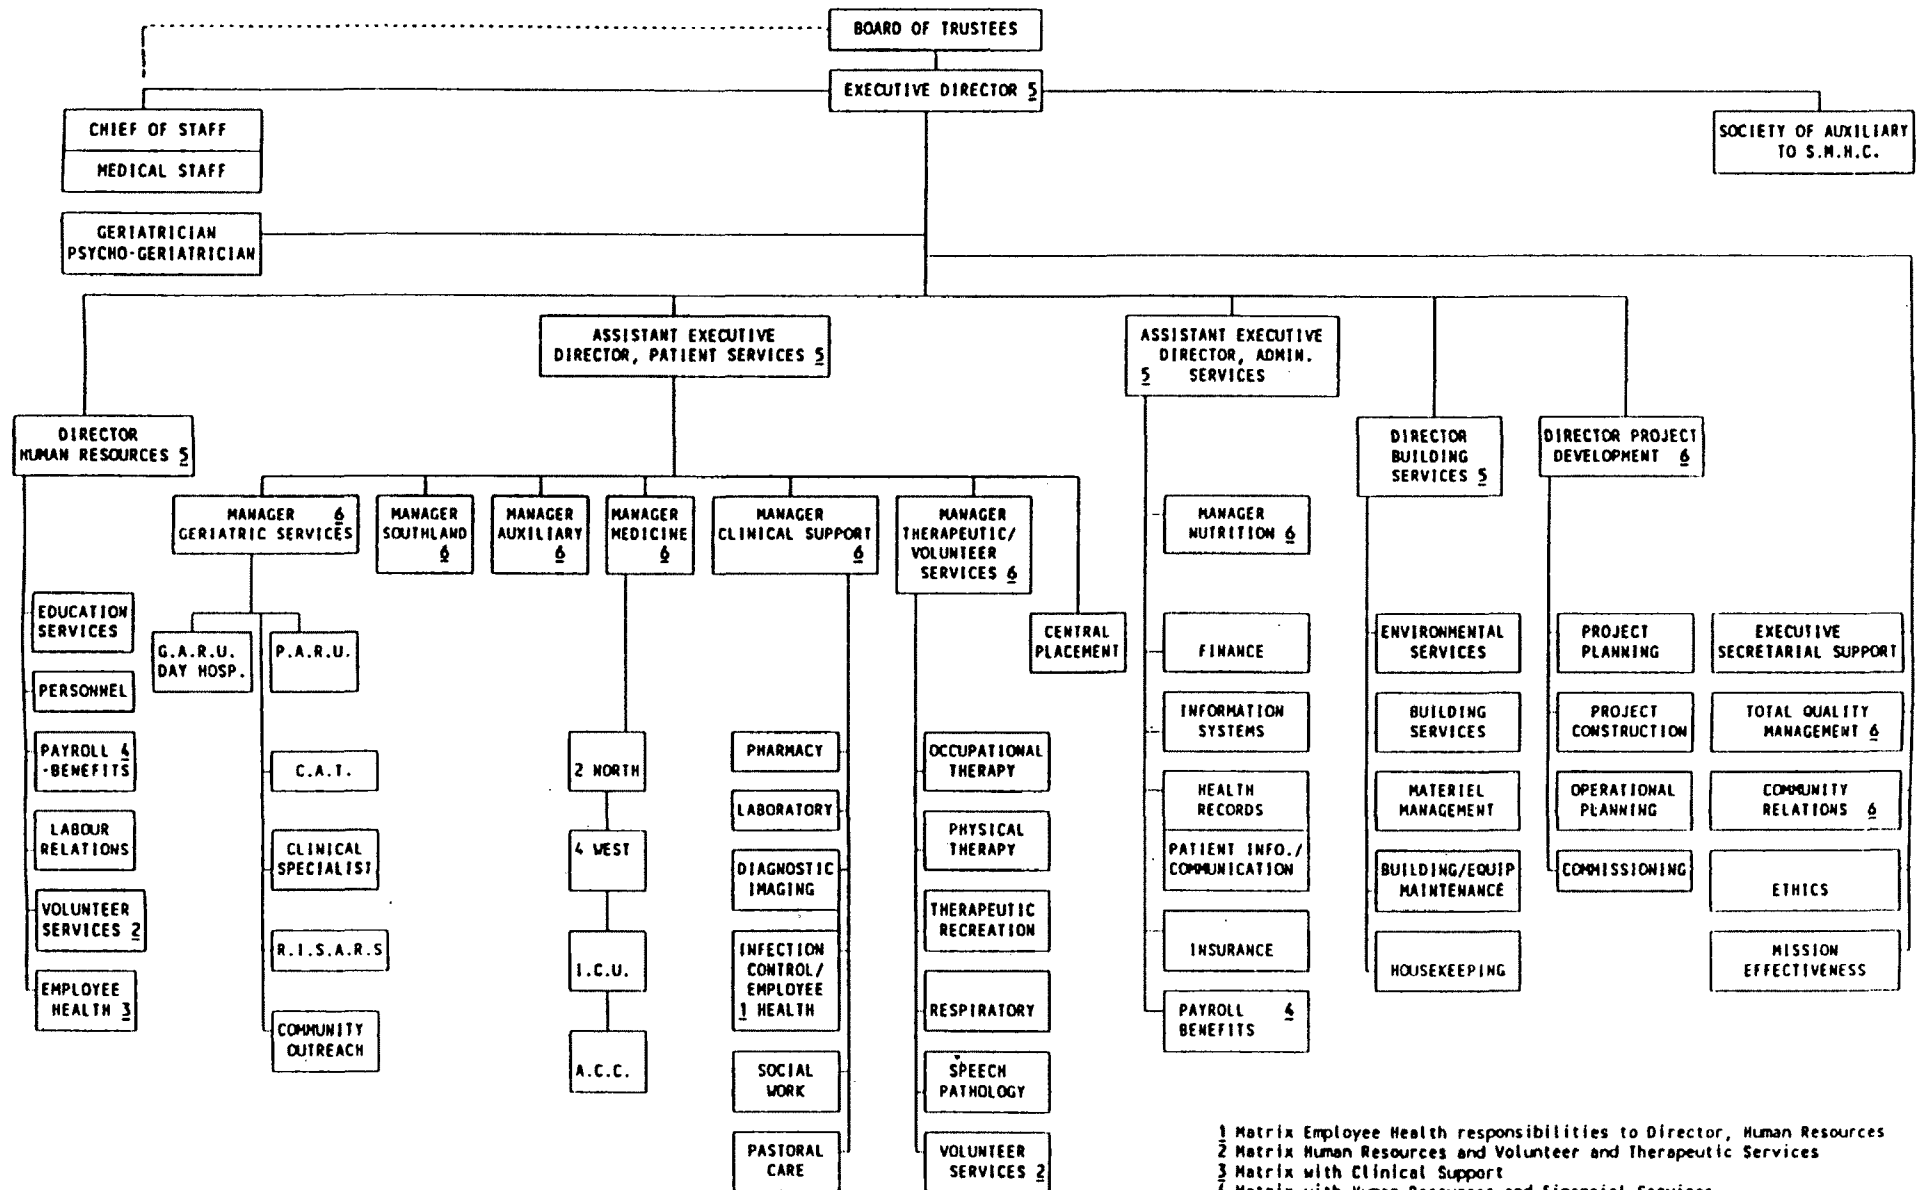 BOARD OF TRUSTEES
EXECUTIVE DIRECTOR 5
CHIEF OF STAFF
MEDICAL STAFF
SOCIETY OF AUXILIARY
TO S.M.H.C.
GERIATRICIAN
PSYCHO-GERIATRICIAN
ASSISTANT EXECUTIVE
DIRECTOR, PATIENT SERVICES 5
ASSISTANT EXECUTIVE
DIRECTOR, ADMIN.
5 SERVICES
DIRECTOR
HUMAN RESOURCES 5
DIRECTOR
BUILDING
SERVICES 5
DIRECTOR PROJECT
DEVELOPMENT 6
MANAGER 6
GERIATRIC SERVICES
MANAGER
SOUTHLAND
6
MANAGER
AUXILIARY
6
MANAGER
MEDICINE
6
MANAGER
CLINICAL SUPPORT
6
MANAGER
THERAPEUTIC/
VOLUNTEER
SERVICES 6
CENTRAL
PLACEMENT
EDUCATION
SERVICES
PERSONNEL
PAYROLL 4
-BENEFITS
LABOUR
RELATIONS
VOLUNTEER
SERVICES 2
EMPLOYEE
HEALTH 3
G.A.R.U.
DAY HOSP.
P.A.R.U.
C.A.T.
CLINICAL
SPECIALIST
R.I.S.A.R.S
COMMUNITY
OUTREACH
2 NORTH
4 WEST
I.C.U.
A.C.C.
PHARMACY
LABORATORY
DIAGNOSTIC
IMAGING
INFECTION
CONTROL/
EMPLOYEE
1 HEALTH
SOCIAL
WORK
PASTORAL
CARE
OCCUPATIONAL
THERAPY
PHYSICAL
THERAPY
THERAPEUTIC
RECREATION
RESPIRATORY
SPEECH
PATHOLOGY
VOLUNTEER
SERVICES 2
MANAGER
NUTRITION 6
FINANCE
INFORMATION
SYSTEMS
HEALTH
RECORDS
PATIENT INFO./
COMMUNICATION
INSURANCE
PAYROLL 4
BENEFITS
ENVIRONMENTAL
SERVICES
BUILDING
SERVICES
MATERIEL
MANAGEMENT
BUILDING/EQUIP
MAINTENANCE
HOUSEKEEPING
PROJECT
PLANNING
PROJECT
CONSTRUCTION
OPERATIONAL
PLANNING
COMMISSIONING
EXECUTIVE
SECRETARIAL SUPPORT
TOTAL QUALITY
MANAGEMENT 6
COMMUNITY
RELATIONS 6
ETHICS
MISSION
EFFECTIVENESS
1 Matrix Employee Health responsibilities to Director, Human Resources
2 Matrix Human Resources and Volunteer and Therapeutic Services
3 Matrix with Clinical Support
4 Matrix with Human Resources and Financial Services